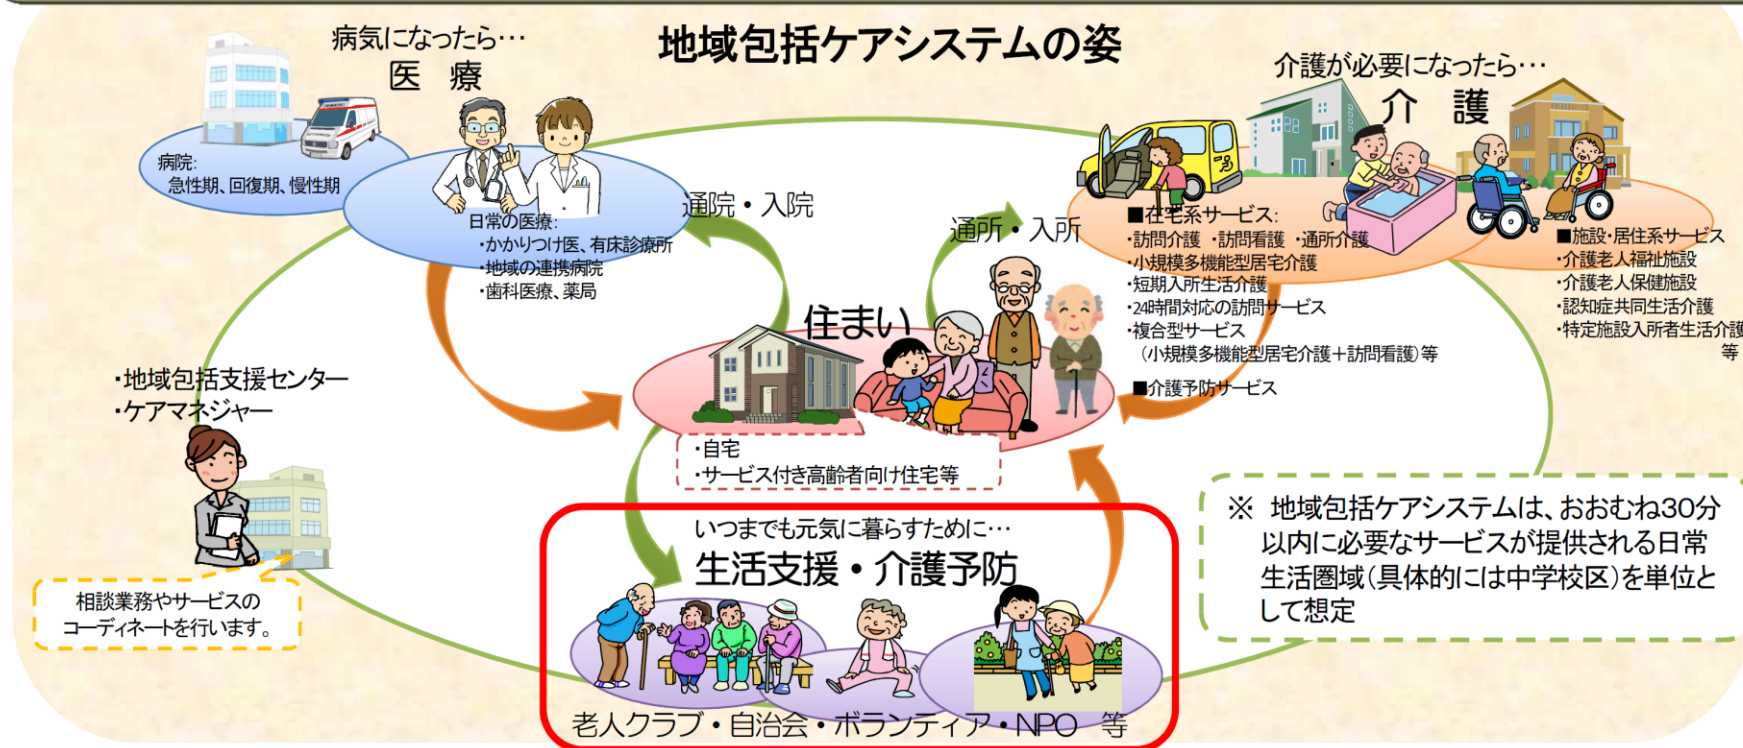 地域包括ケアシステムの姿
病気になったら…
医 療
病院:
急性期、回復期、慢性期
日常の医療:
・かかりつけ医、有床診療所
・地域の連携病院
・歯科医療、薬局
通院・入院
通所・入所
介護が必要になったら…
介 護
■在宅系サービス:
・訪問介護 ・訪問看護 ・通所介護
・小規模多機能型居宅介護
・短期入所生活介護
・24時間対応の訪問サービス
・複合型サービス
(小規模多機能型居宅介護+訪問看護)等
■介護予防サービス
■施設・居住系サービス
・介護老人福祉施設
・介護老人保健施設
・認知症共同生活介護
・特定施設入所者生活介護
等
住まい
・自宅
・サービス付き高齢者向け住宅等
・地域包括支援センター
・ケアマネジャー
相談業務やサービスの
コーディネートを行います。
いつまでも元気に暮らすために…
生活支援・介護予防
老人クラブ・自治会・ボランティア・NPO 等
※ 地域包括ケアシステムは、おおむね30分
以内に必要なサービスが提供される日常
生活圏域(具体的には中学校区)を単位と
して想定